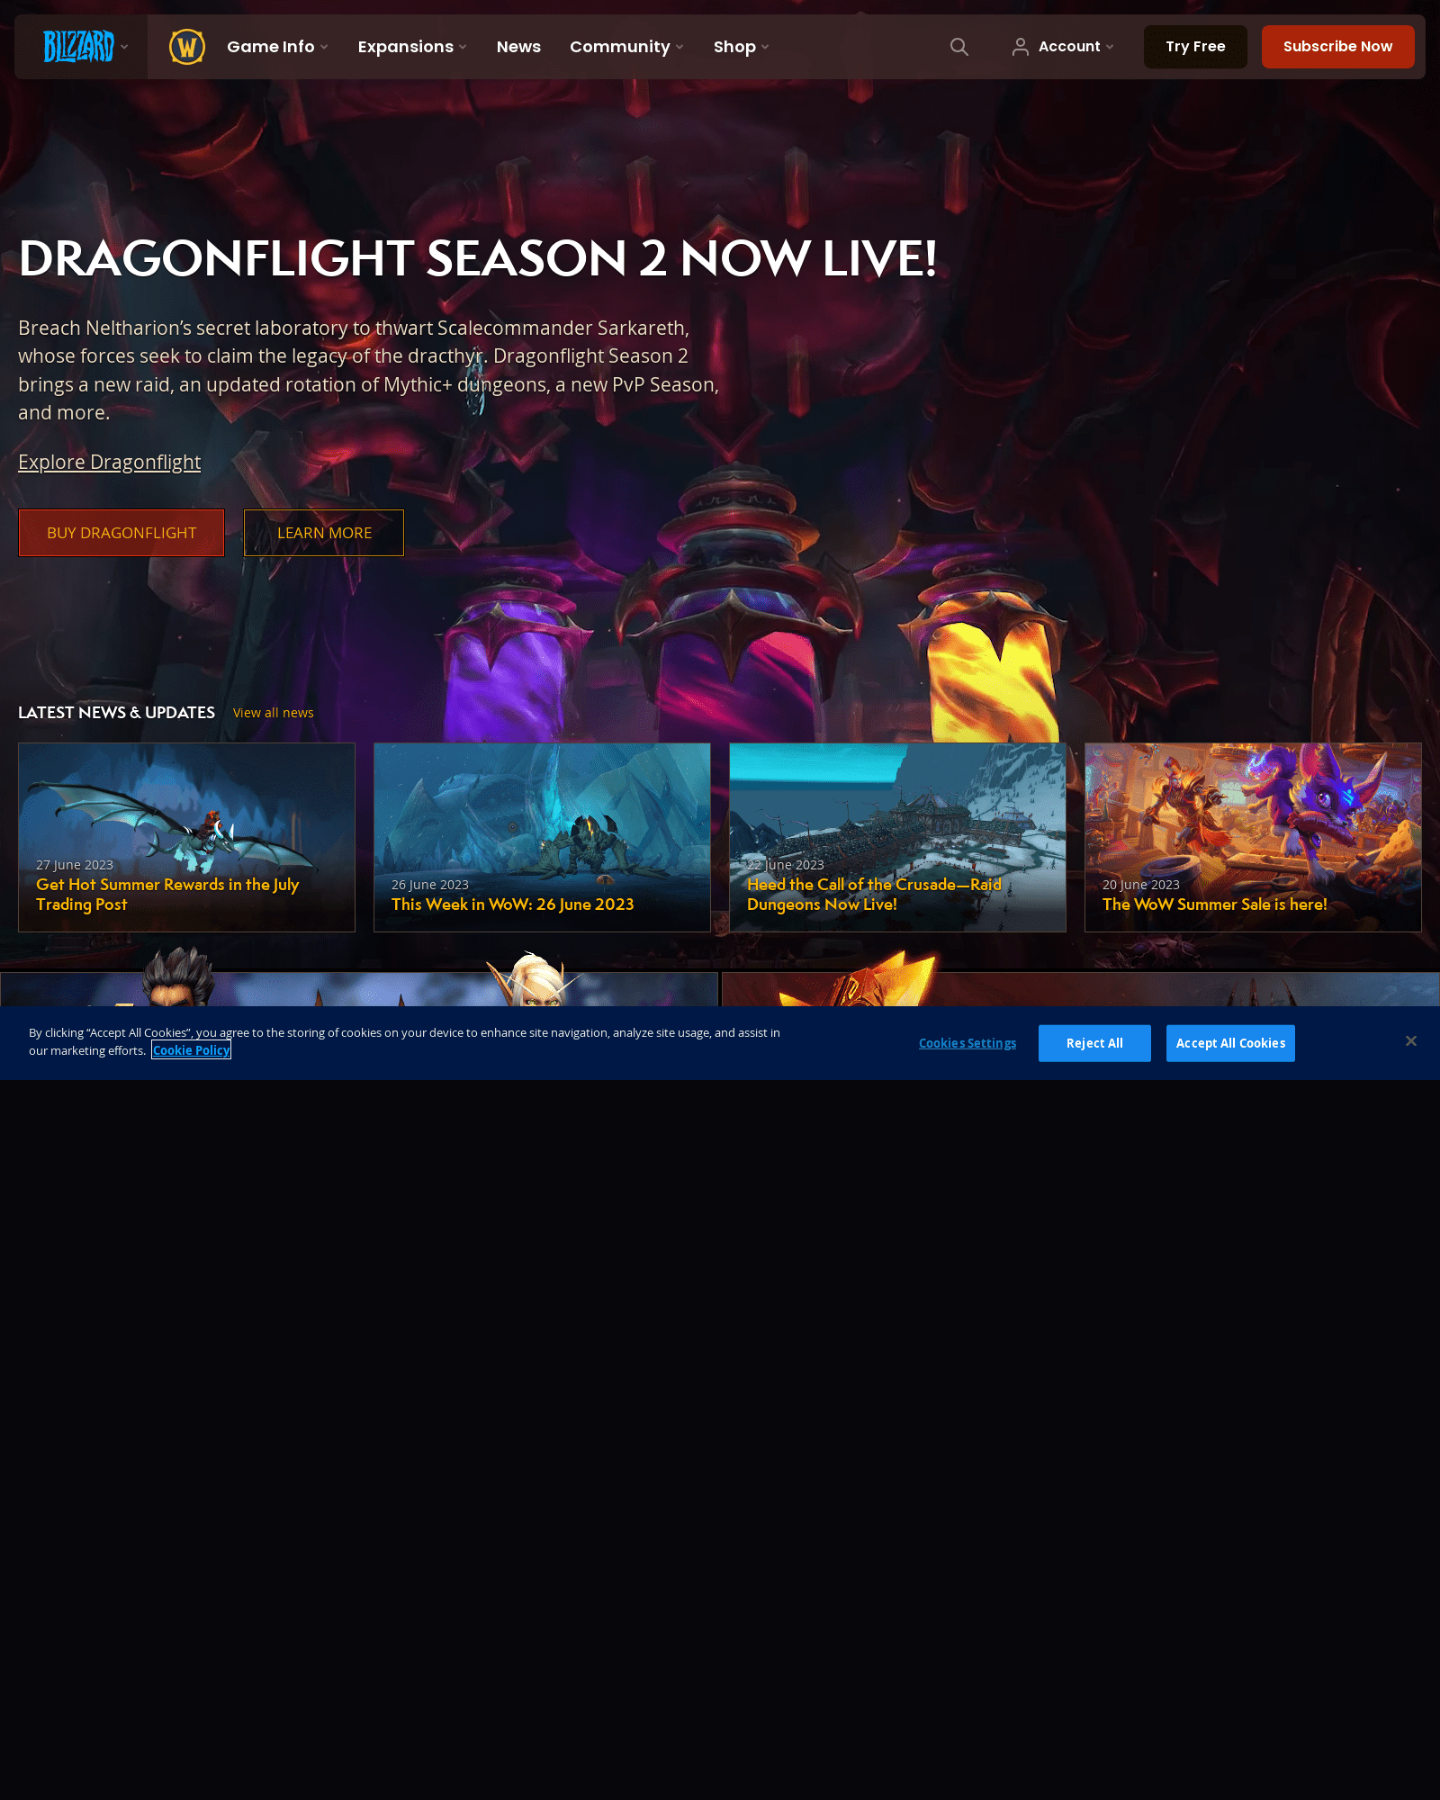 BLIZZARD
W
Game Info
Expansions
News
Community
Shop
Account
Try Free
Subscribe Now
DRAGONFLIGHT SEASON 2 NOW LIVE!
Breach Neltharion’s secret laboratory to thwart Scalecommander Sarkareth,
whose forces seek to claim the legacy of the dracthyr. Dragonflight Season 2
brings a new raid, an updated rotation of Mythic+ dungeons, a new PvP Season,
and more.
Explore Dragonflight
BUY DRAGONFLIGHT
LEARN MORE
LATEST NEWS & UPDATES
View all news
27 June 2023
Get Hot Summer Rewards in the July
Trading Post
26 June 2023
This Week in WoW: 26 June 2023
22 June 2023
Heed the Call of the Crusade—Raid
Dungeons Now Live!
20 June 2023
The WoW Summer Sale is here!
By clicking “Accept All Cookies”, you agree to the storing of cookies on your device to enhance site navigation, analyze site usage, and assist in
our marketing efforts. Cookie Policy
Cookies Settings
Reject All
Accept All Cookies